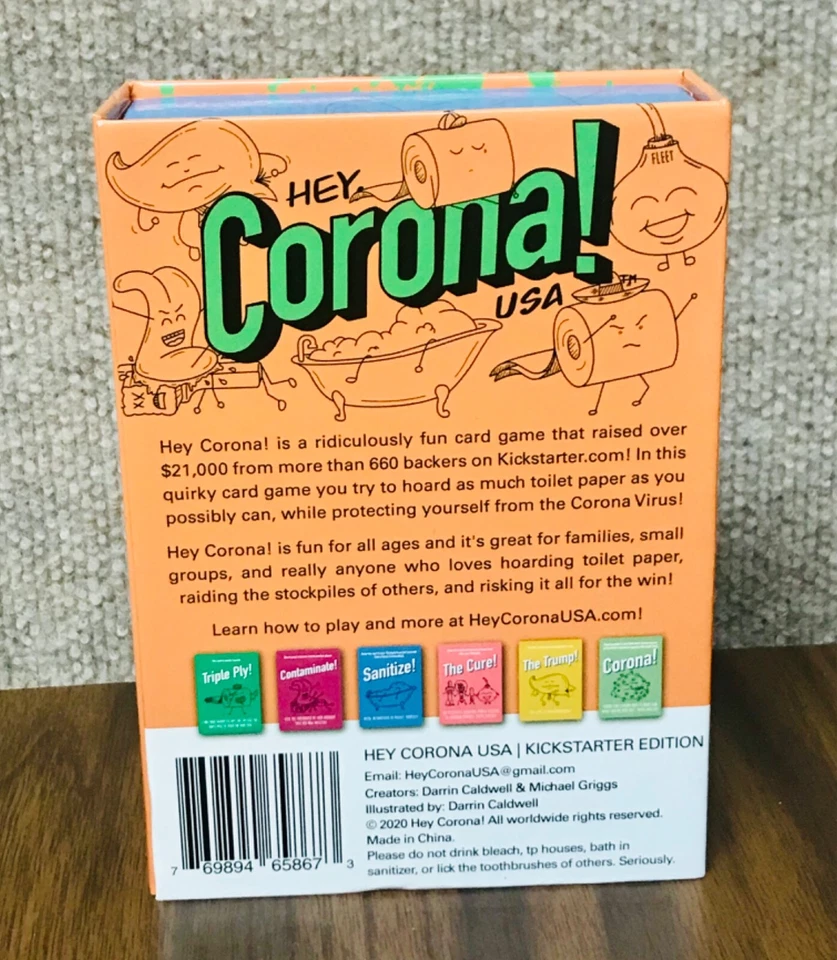 HEY
Corona!
USA
TM
FLEET
XX
Hey Corona! is a ridiculously fun card game that raised over
$21,000 from more than 660 backers on Kickstarter.com! In this
quirky card game you try to hoard as much toilet paper as you
possibly can, while protecting yourself from the Corona Virus!
Hey Corona! is fun for all ages and it's great for families, small
groups, and really anyone who loves hoarding toilet paper,
raiding the stockpiles of others, and risking it all for the win!
Learn how to play and more at HeyCoronaUSA.com!
Triple Ply!
Contaminate!
Sanitize!
The Cure!
The Trump!
Corona!
HEY CORONA USA | KICKSTARTER EDITION
Email: HeyCoronaUSA@gmail.com
Creators: Darrin Caldwell & Michael Griggs
Illustrated by: Darrin Caldwell
© 2020 Hey Corona! All worldwide rights reserved.
Made in China.
Please do not drink bleach, tp houses, bath in
sanitizer, or lick the toothbrushes of others. Seriously.
7 69894 65867 3